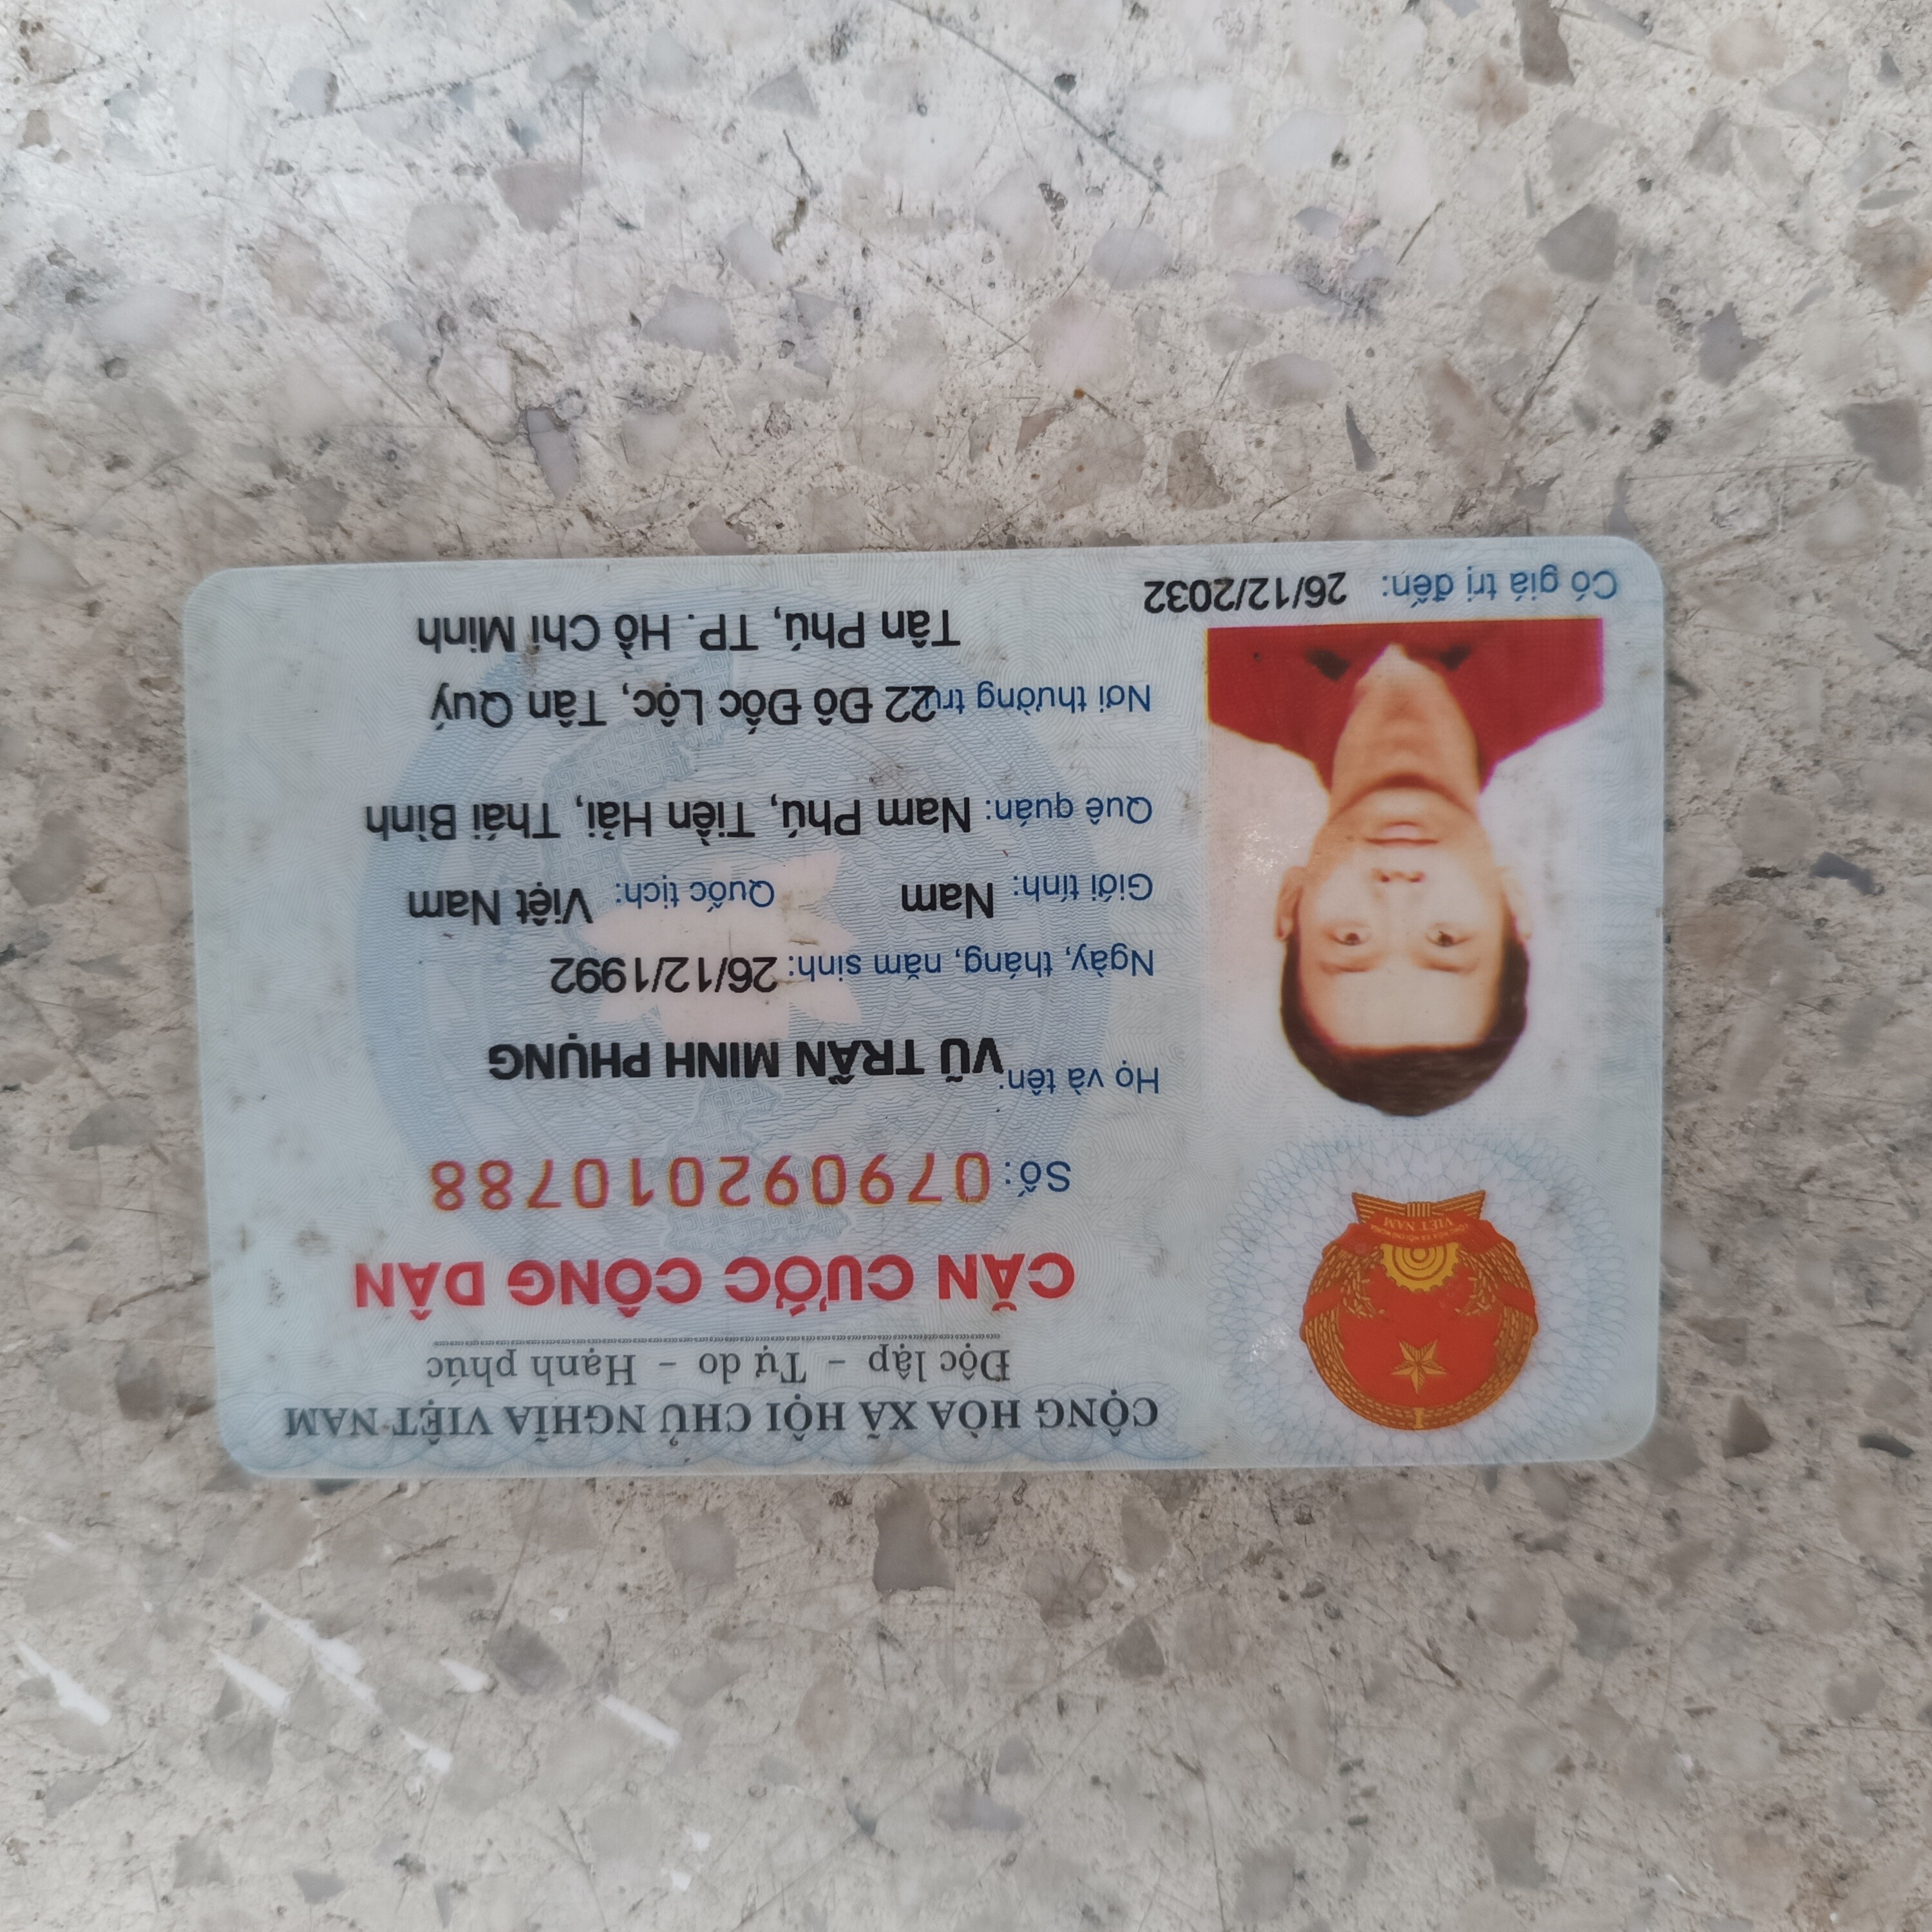 CỘNG HÒA XÃ HỘI CHỦ NGHĨA VIỆT NAM
Độc lập - Tự do - Hạnh phúc
CĂN CƯỚC CÔNG DÂN
Số: 079092010788
Họ và tên: VŨ TRẦN MINH PHỤNG
Ngày, tháng, năm sinh: 26/12/1992
Giới tính: Nam Quốc tịch: Việt Nam
Quê quán: Nam Phú, Tiền Hải, Thái Bình
Nơi thường trú 22 Đô Đốc Lộc, Tân Quý
Tân Phú, TP. Hồ Chí Minh
Có giá trị đến: 26/12/2032
VIỆT NAM